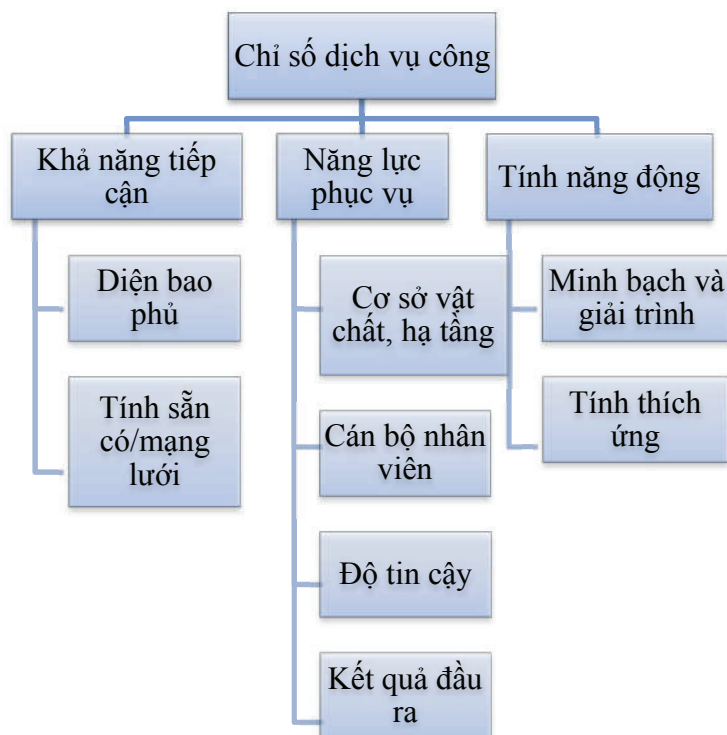 Chỉ số dịch vụ công
Khả năng tiếp
cận
Diện bao
phủ
Tính sẵn
có/mạng
lưới
Năng lực
phục vụ
Cơ sở vật
chất, hạ tầng
Cán bộ nhân
viên
Độ tin cậy
Kết quả đầu
ra
Tính năng động
Minh bạch và
giải trình
Tính thích
ứng